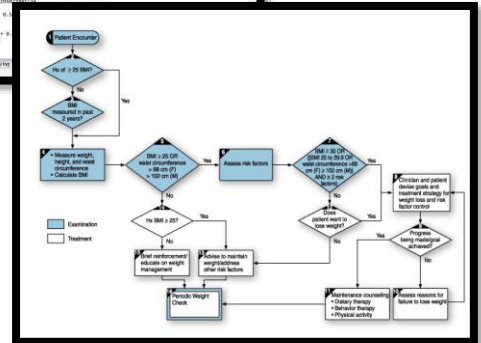 1 Patient Encounter
Hx of ≥ 25 BMI?
No
Yes
BMI
measured in past
2 years?
No
• Measure weight,
height, and waist
circumference
• Calculate BMI
BMI ≥ 25 OR
waist circumference
> 88 cm (F)
> 102 cm (M)
Yes
No
Assess risk factors
BMI ≥ 30 OR
{[BMI 25 to 29.9 OR
waist circumference >88
cm (F) ≥ 102 cm (M)]
AND ≥ 2 risk
factors}
Yes
No
Clinician and patient
devise goals and
treatment strategy for
weight loss and risk
factor control
Hx BMI ≥ 25?
Yes
No
Does
patient want to
lose weight?
Yes
No
Progress
being made/goal
achieved?
Yes
No
Examination
Treatment
Brief reinforcement/
educate on weight
management
Advise to maintain
weight/address
other risk factors
Periodic Weight
Check
Maintenance counseling
• Dietary therapy
• Behavior therapy
• Physical activity
Assess reasons for
failure to lose weight